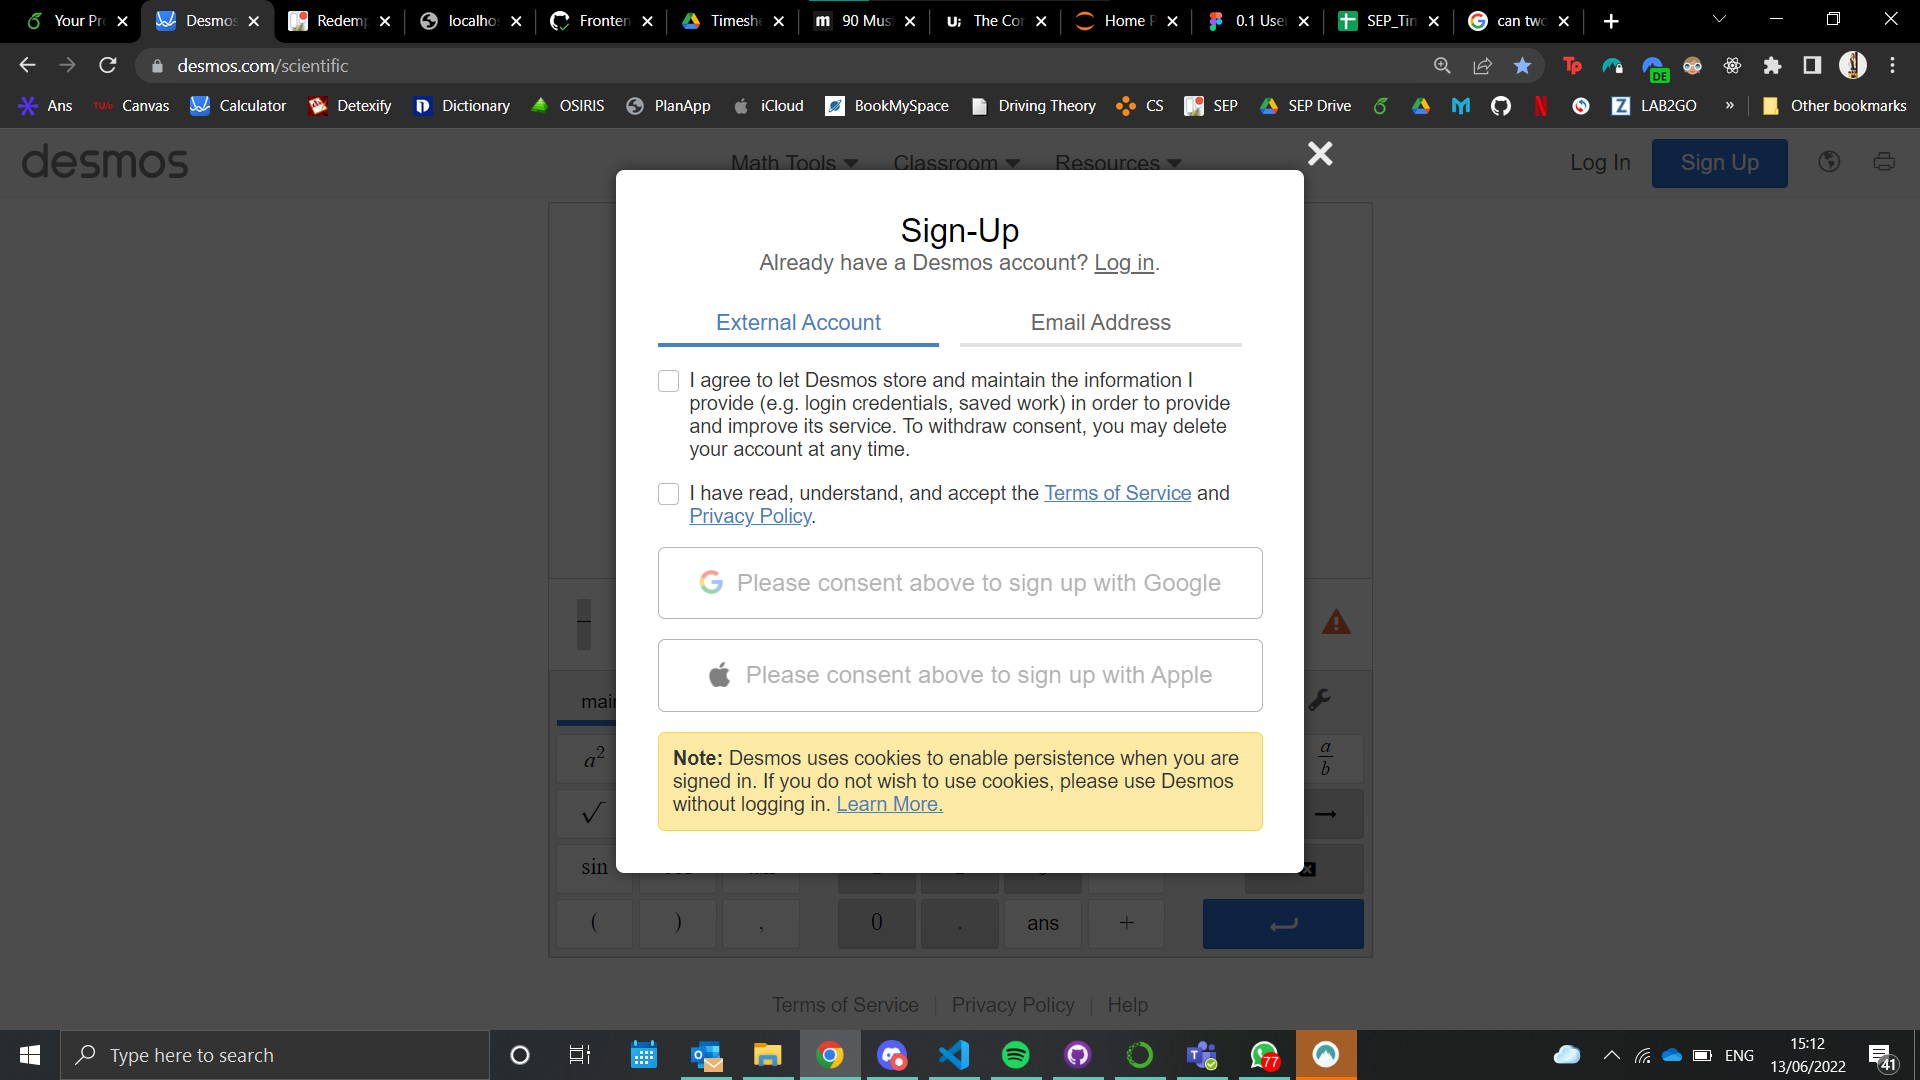 Your Pr
Desmos
Redemp
localhos
Fronten
Timeshe
90 Mus
The Cor
Home P
0.1 Use
SEP_Tim
can two
desmos.com/scientific
DE
Ans
Canvas
Calculator
Detexify
Dictionary
OSIRIS
PlanApp
iCloud
BookMySpace
Driving Theory
CS
SEP
SEP Drive
LAB2GO
»
Other bookmarks
desmos
Math Tools
Classroom
Resources
Log In
Sign Up
Sign-Up
Already have a Desmos account? Log in.
External Account
Email Address
I agree to let Desmos store and maintain the information I
provide (e.g. login credentials, saved work) in order to provide
and improve its service. To withdraw consent, you may delete
your account at any time.
I have read, understand, and accept the Terms of Service and
Privacy Policy.
Please consent above to sign up with Google
Please consent above to sign up with Apple
Note: Desmos uses cookies to enable persistence when you are
signed in. If you do not wish to use cookies, please use Desmos
without logging in. Learn More.
main
a²
a
b
√
→
sin
( ) , 0 . ans +
Terms of Service | Privacy Policy | Help
Type here to search
77
ENG
15:12
13/06/2022
41